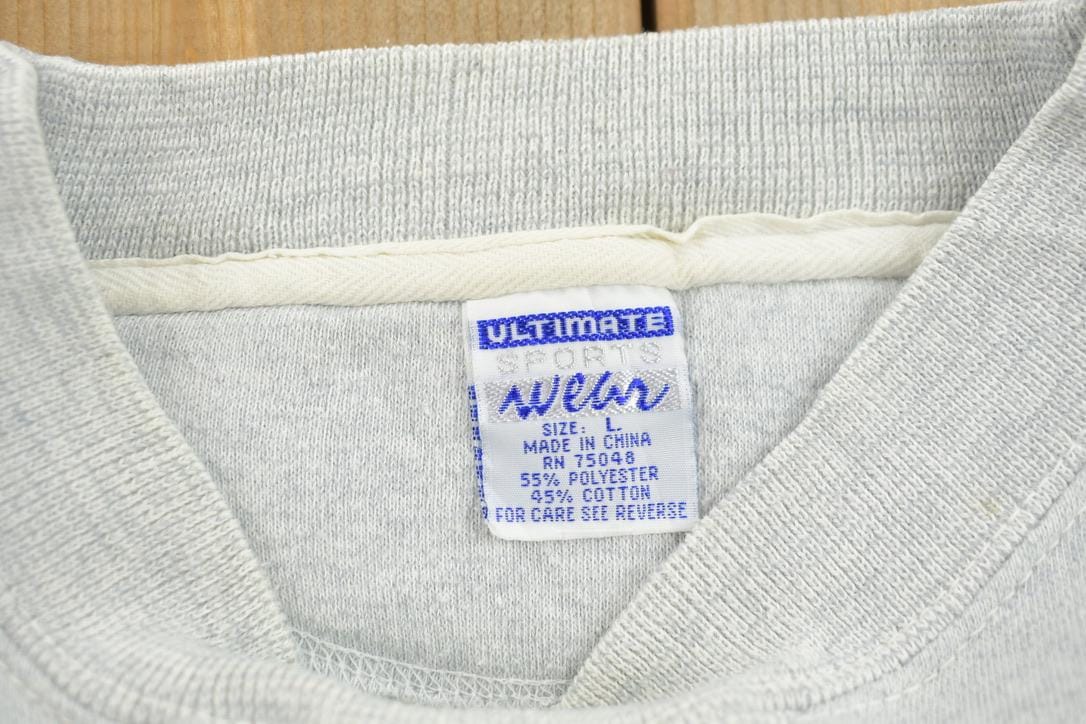 ULTIMATE
SPORTS
wear
SIZE: L
MADE IN CHINA
RN 75048
55% POLYESTER
45% COTTON
FOR CARE SEE REVERSE